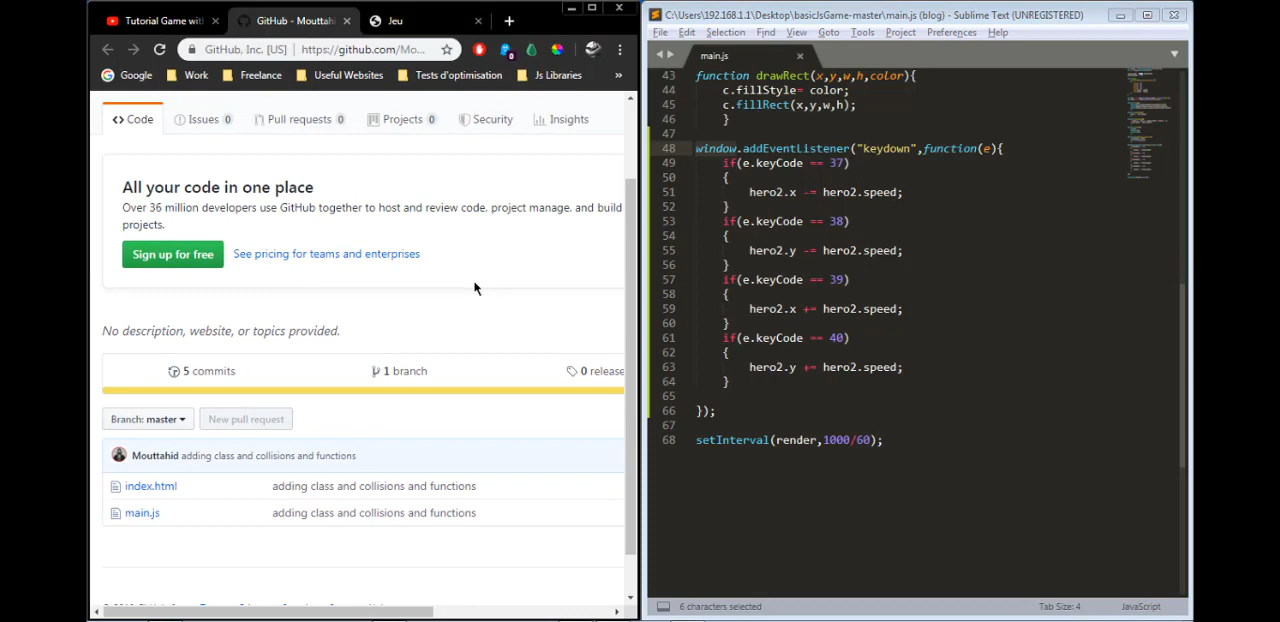 Tutorial Game with
GitHub - Mouttahi
Jeu
GitHub, Inc. [US] | https://github.com/Mo...
0
Google Work Freelance Useful Websites Tests d'optimisation Js Libraries »
Code Issues 0 Pull requests 0 Projects 0 Security Insights
All your code in one place
Over 36 million developers use GitHub together to host and review code, project manage, and build
projects.
Sign up for free See pricing for teams and enterprises
No description, website, or topics provided.
5 commits 1 branch 0 release
Branch: master New pull request
Mouttahid adding class and collisions and functions
index.html adding class and collisions and functions
main.js adding class and collisions and functions
C:\Users\192.168.1.1\Desktop\basicJsGame-master\main.js (blog) - Sublime Text (UNREGISTERED)
File Edit Selection Find View Goto Tools Project Preferences Help
main.js
43 function drawRect(x,y,w,h,color){
44 c.fillStyle= color;
45 c.fillRect(x,y,w,h);
46 }
47
48 window.addEventListener("keydown",function(e){
49 if(e.keyCode == 37)
50 {
51 hero2.x -= hero2.speed;
52 }
53 if(e.keyCode == 38)
54 {
55 hero2.y -= hero2.speed;
56 }
57 if(e.keyCode == 39)
58 {
59 hero2.x += hero2.speed;
60 }
61 if(e.keyCode == 40)
62 {
63 hero2.y += hero2.speed;
64 }
65
66 });
67
68 setInterval(render,1000/60);
6 characters selected Tab Size: 4 JavaScript